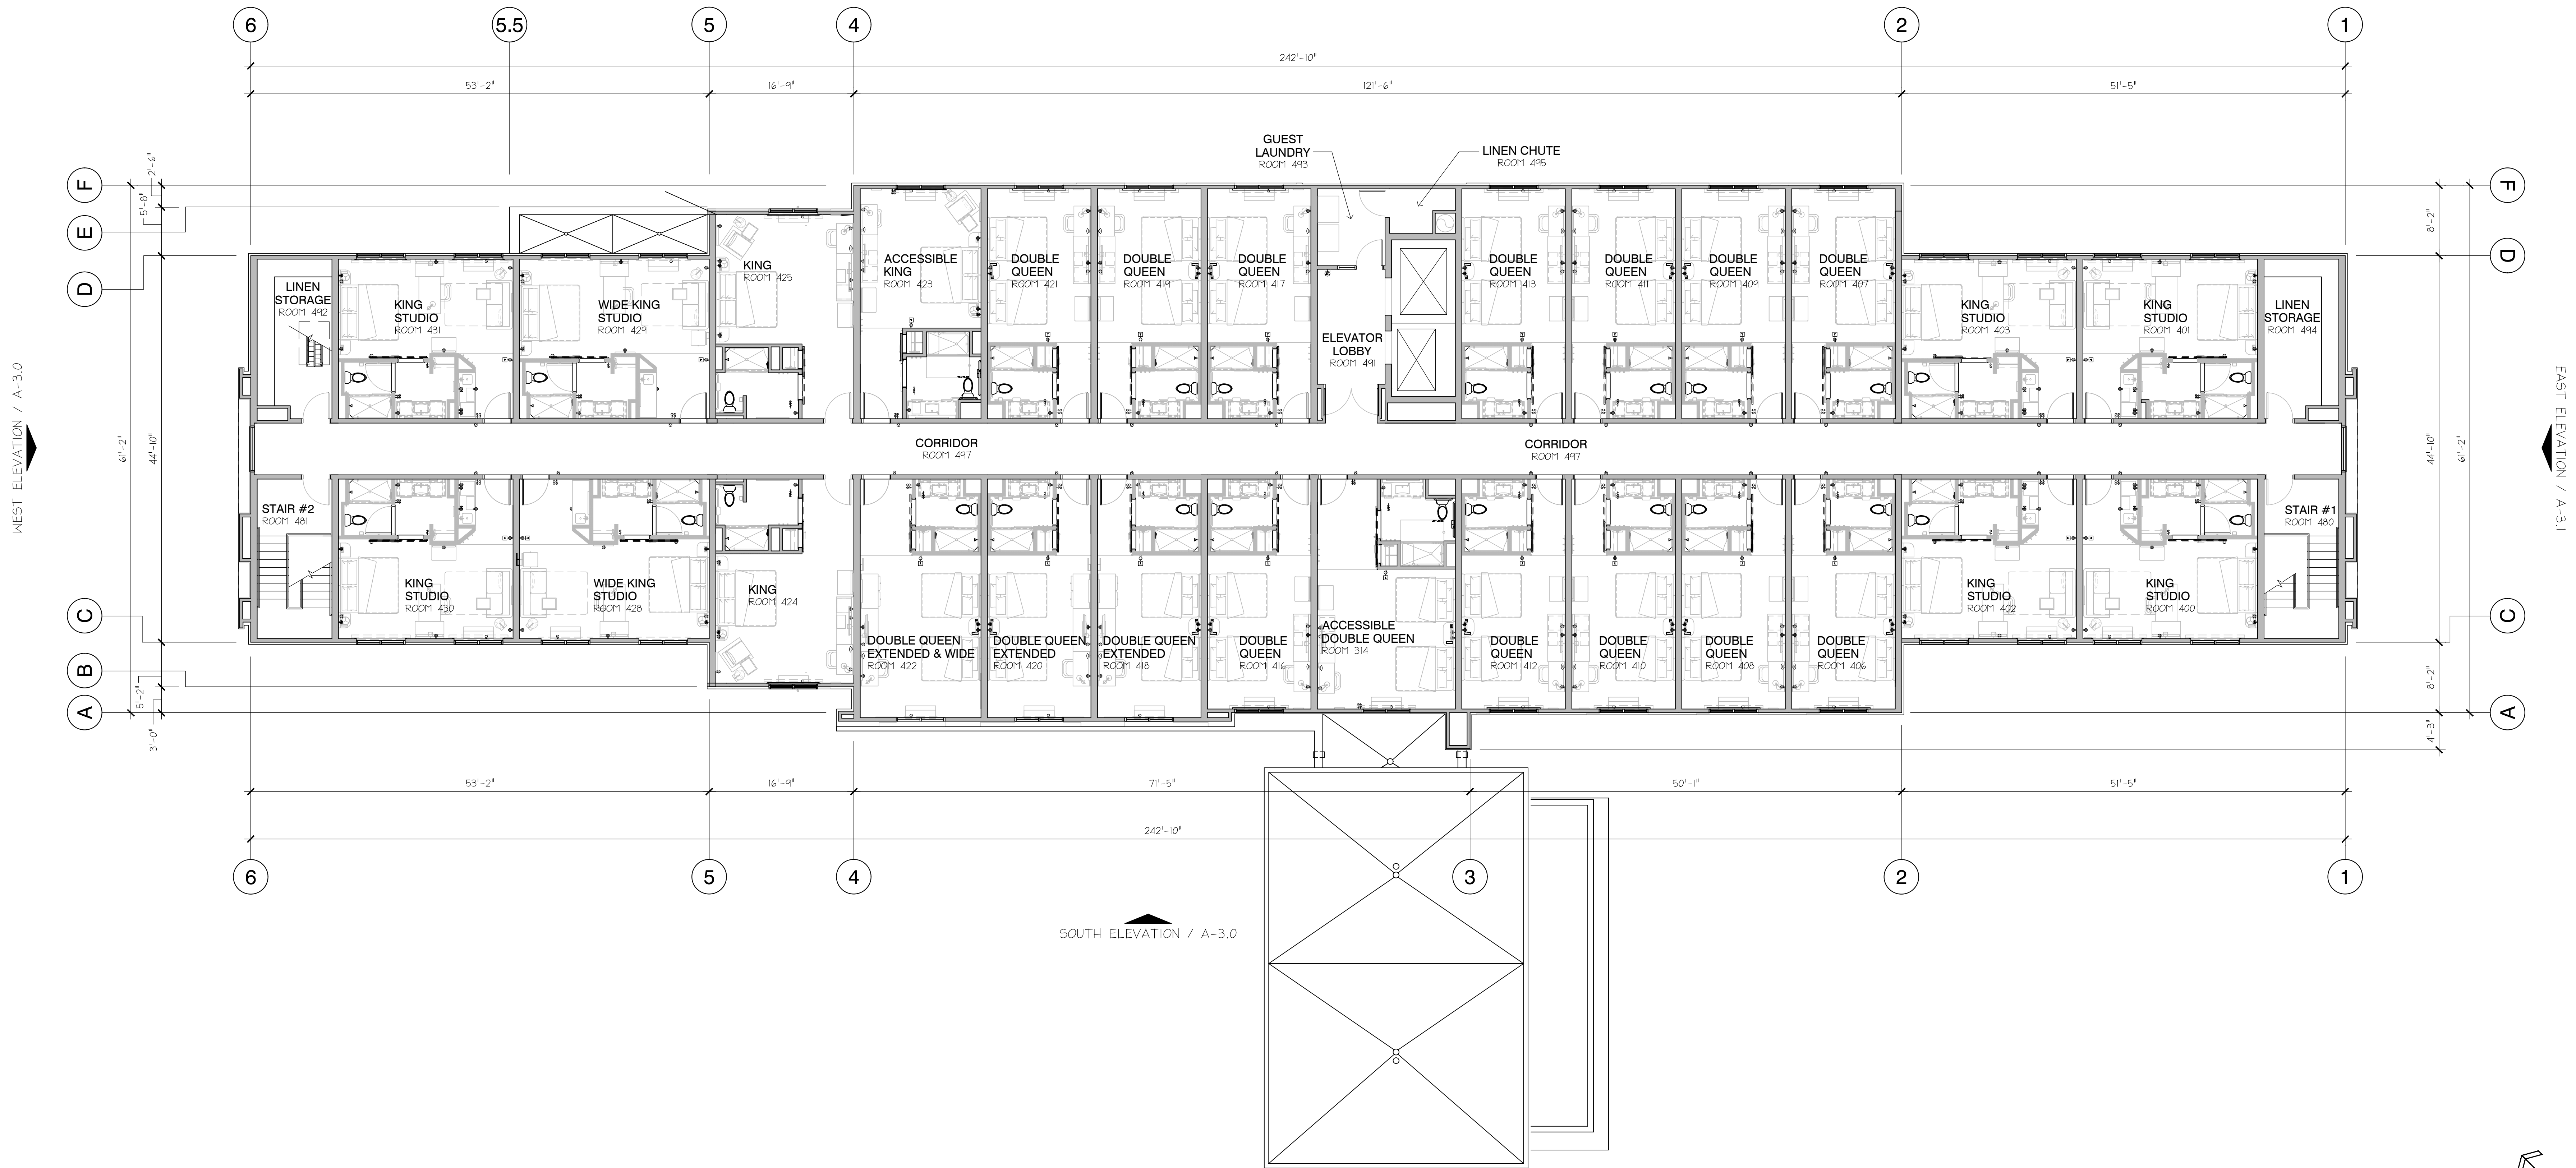 6
5.5
5
4
2
1
242'-10"
53'-2"
16'-9"
121'-6"
51'-5"
GUEST
LAUNDRY
ROOM 493
LINEN CHUTE
ROOM 495
F
E
D
C
B
A
2'-6"
5'-8"
61'-2"
44'-10"
5'-2"
3'-0"
WEST ELEVATION / A-3.0
LINEN
STORAGE
ROOM 492
KING
STUDIO
ROOM 431
WIDE KING
STUDIO
ROOM 429
KING
ROOM 425
ACCESSIBLE
KING
ROOM 423
DOUBLE
QUEEN
ROOM 421
DOUBLE
QUEEN
ROOM 419
DOUBLE
QUEEN
ROOM 417
ELEVATOR
LOBBY
ROOM 491
DOUBLE
QUEEN
ROOM 413
DOUBLE
QUEEN
ROOM 411
DOUBLE
QUEEN
ROOM 409
DOUBLE
QUEEN
ROOM 407
KING
STUDIO
ROOM 403
KING
STUDIO
ROOM 401
LINEN
STORAGE
ROOM 494
CORRIDOR
ROOM 497
CORRIDOR
ROOM 497
STAIR #2
ROOM 481
KING
STUDIO
ROOM 430
WIDE KING
STUDIO
ROOM 428
KING
ROOM 424
DOUBLE QUEEN
EXTENDED & WIDE
ROOM 422
DOUBLE QUEEN
EXTENDED
ROOM 420
DOUBLE QUEEN
EXTENDED
ROOM 418
DOUBLE
QUEEN
ROOM 416
ACCESSIBLE
DOUBLE QUEEN
ROOM 314
DOUBLE
QUEEN
ROOM 412
DOUBLE
QUEEN
ROOM 410
DOUBLE
QUEEN
ROOM 408
DOUBLE
QUEEN
ROOM 406
KING
STUDIO
ROOM 402
KING
STUDIO
ROOM 400
STAIR #1
ROOM 480
F
D
C
A
8'-2"
44'-10"
61'-2"
8'-2"
4'-3"
EAST ELEVATION / A-3.1
53'-2"
16'-9"
71'-5"
50'-1"
51'-5"
242'-10"
6
5
4
3
2
1
SOUTH ELEVATION / A-3.0